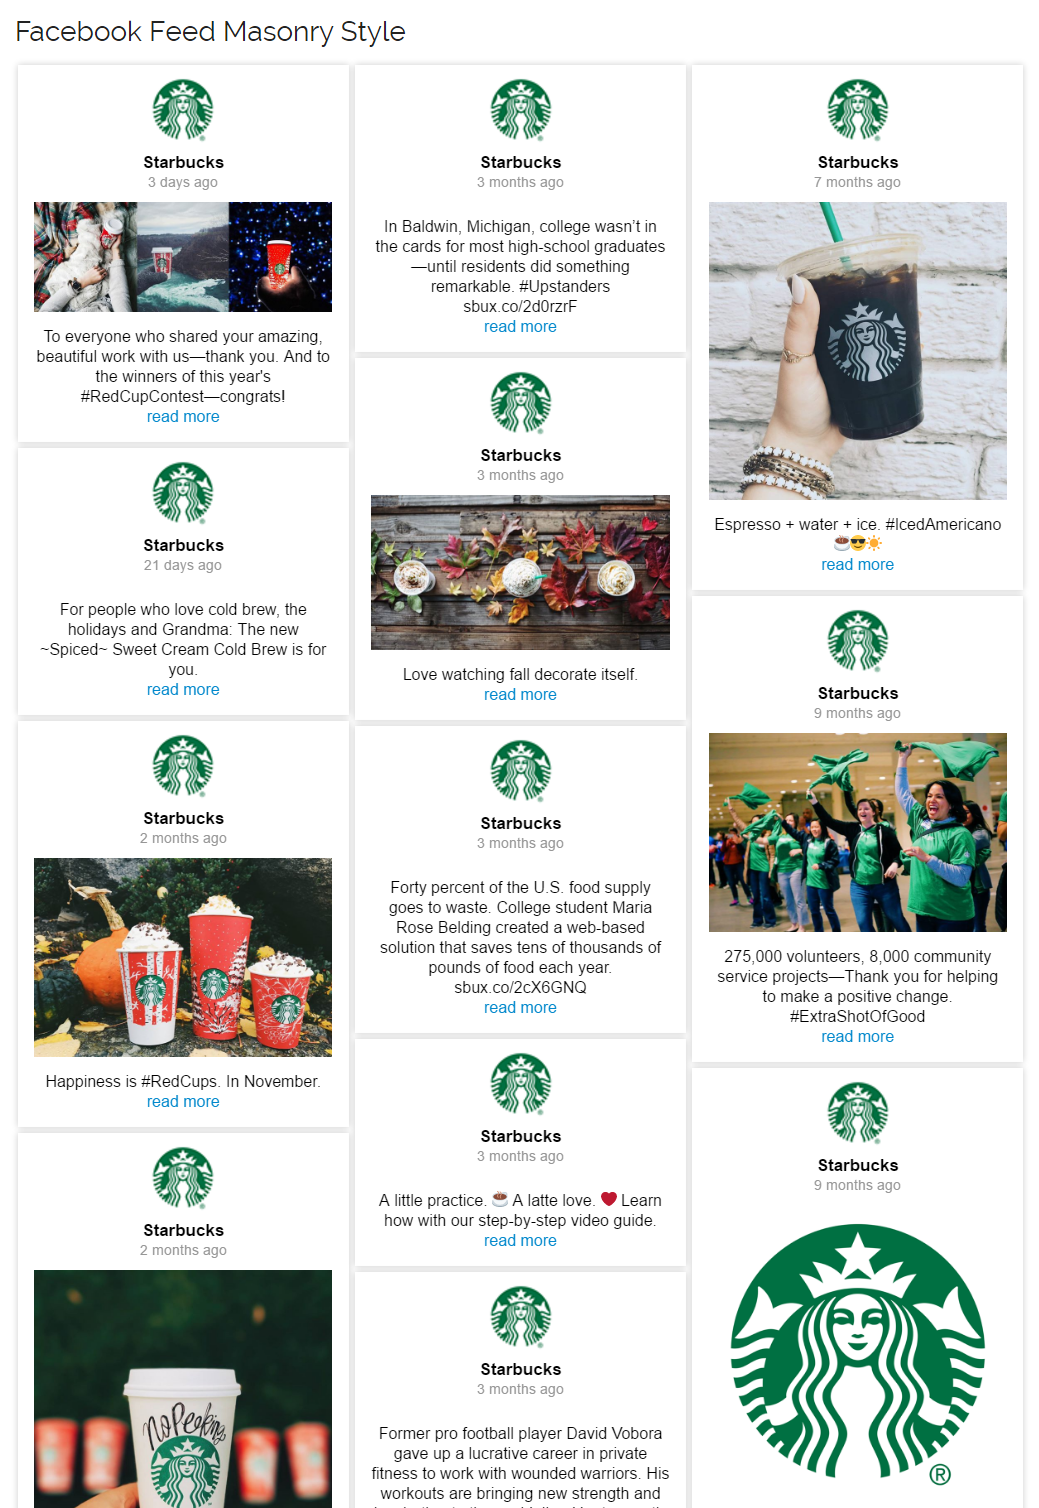 Facebook Feed Masonry Style
Starbucks
3 days ago
To everyone who shared your amazing,
beautiful work with us—thank you. And to
the winners of this year's
#RedCupContest—congrats!
read more
Starbucks
21 days ago
For people who love cold brew, the
holidays and Grandma: The new
~Spiced~ Sweet Cream Cold Brew is for
you.
read more
Starbucks
2 months ago
Happiness is #RedCups. In November.
read more
Starbucks
2 months ago
No Peeking
Starbucks
3 months ago
In Baldwin, Michigan, college wasn’t in
the cards for most high-school graduates
—until residents did something
remarkable. #Upstanders
sbux.co/2d0rzrF
read more
Starbucks
3 months ago
Love watching fall decorate itself.
read more
Starbucks
3 months ago
Forty percent of the U.S. food supply
goes to waste. College student Maria
Rose Belding created a web-based
solution that saves tens of thousands of
pounds of food each year.
sbux.co/2cX6GNQ
read more
Starbucks
3 months ago
A little practice. ☕ A latte love. ❤ Learn
how with our step-by-step video guide.
read more
Starbucks
3 months ago
Former pro football player David Vobora
gave up a lucrative career in private
fitness to work with wounded warriors. His
workouts are bringing new strength and
Starbucks
7 months ago
Espresso + water + ice. #IcedAmericano
☕😎☀
read more
Starbucks
9 months ago
275,000 volunteers, 8,000 community
service projects—Thank you for helping
to make a positive change.
#ExtraShotOfGood
read more
Starbucks
9 months ago
®